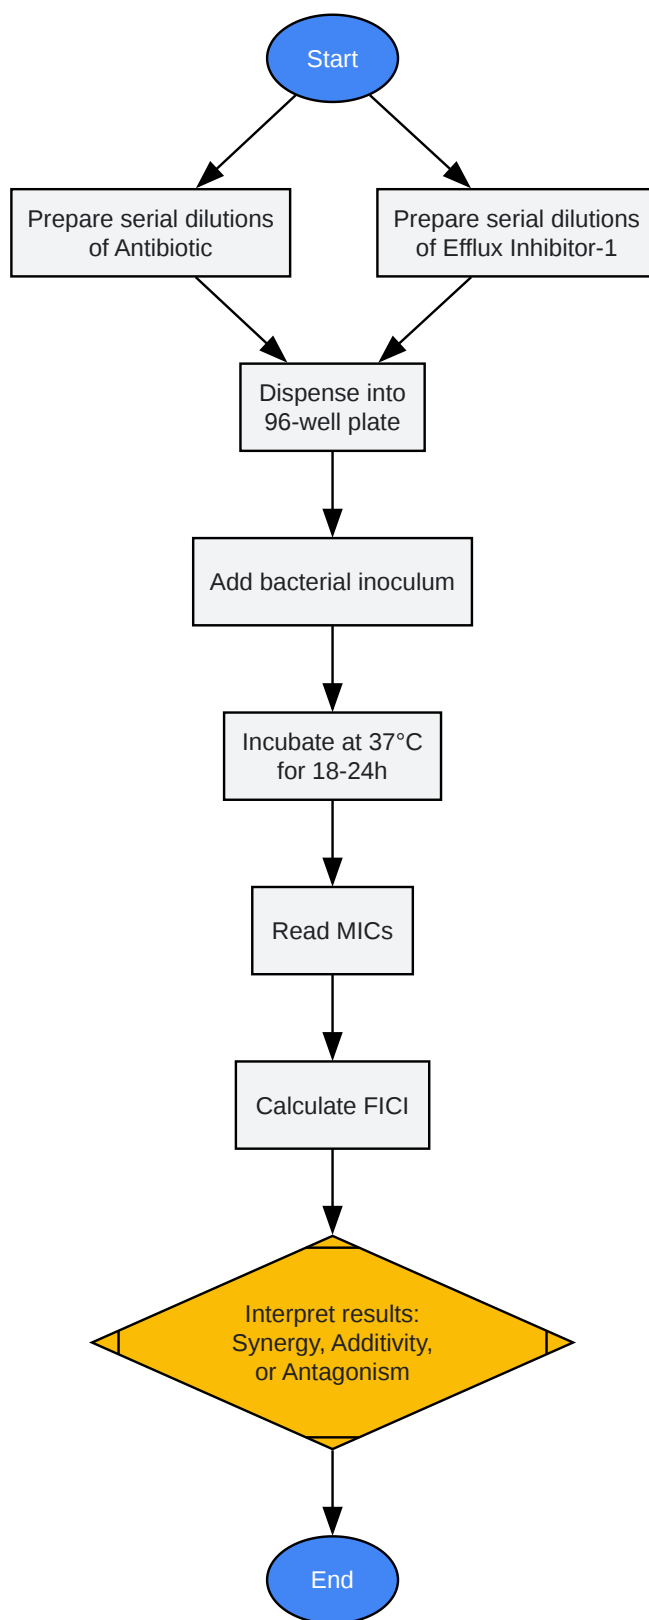 Start
Prepare serial dilutions
of Antibiotic
Prepare serial dilutions
of Efflux Inhibitor-1
Dispense into
96-well plate
Add bacterial inoculum
Incubate at 37°C
for 18-24h
Read MICs
Calculate FICI
Interpret results:
Synergy, Additivity,
or Antagonism
End